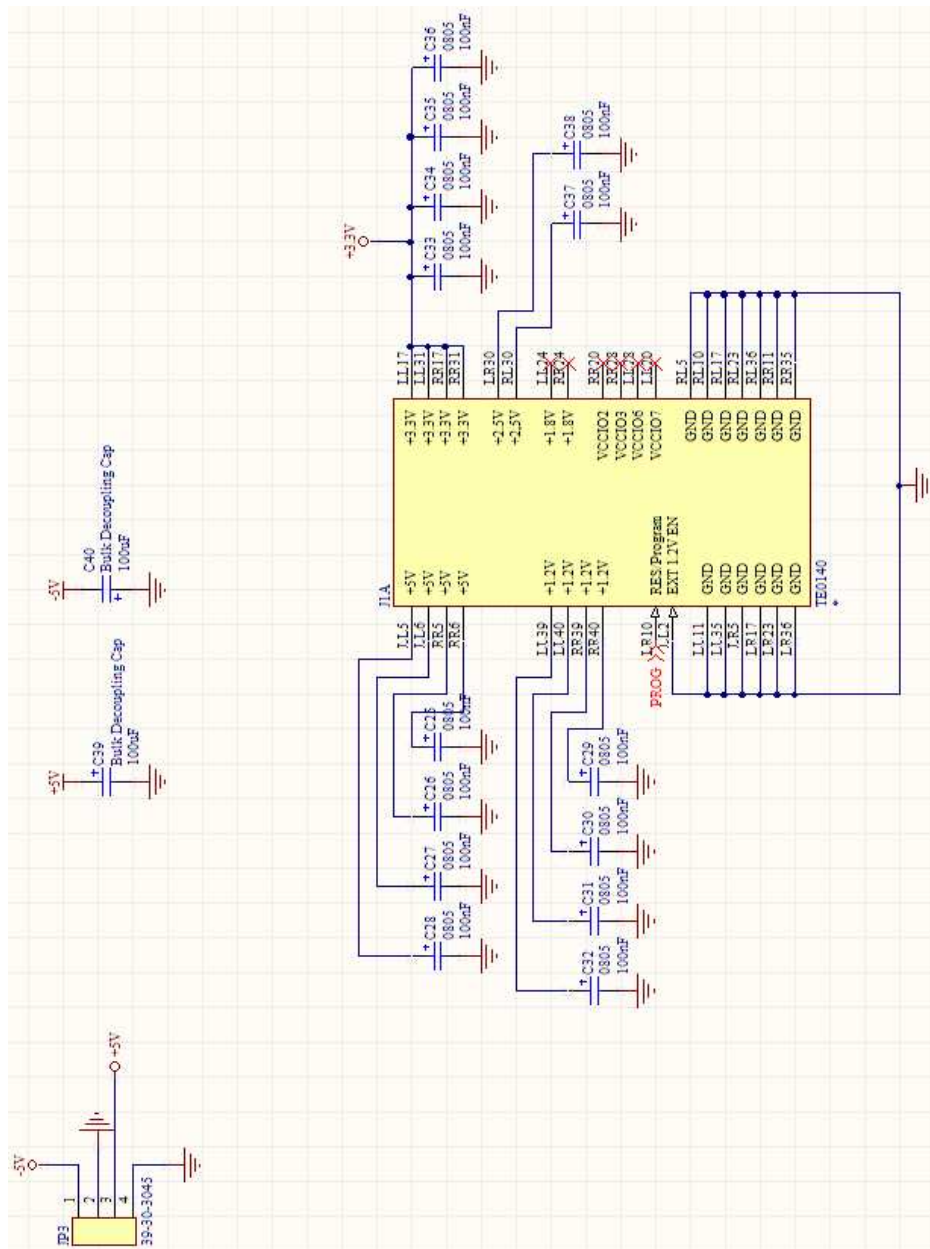 C36
0805
100nF
C35
0805
100nF
C34
0805
100nF
C33
0805
100nF
+3.3V
C38
0805
100nF
C37
0805
100nF
LL17
LL31
RR17
RR31
LR30
RL30
LL24
RR24
RR20
RR28
LL28
LL20
RL5
RL10
RL17
RL23
RL36
RR11
RR35
+3.3V
+3.3V
+3.3V
+3.3V
+2.5V
+2.5V
+1.8V
+1.8V
VCCIO2
VCCIO3
VCCIO6
VCCIO7
GND
GND
GND
GND
GND
GND
GND
J1A
+5V
+5V
+5V
+5V
+1.2V
+1.2V
+1.2V
+1.2V
RES/Program
EXT 1.2V EN
GND
GND
GND
GND
GND
GND
TE0140
*
LL5
LL6
RR5
RR6
LL39
LL40
RR39
RR40
LR10
LL2
LL11
LL35
LR5
LR17
LR23
LR36
PROG
C25
0805
100nF
C26
0805
100nF
C27
0805
100nF
C28
0805
100nF
C29
0805
100nF
C30
0805
100nF
C31
0805
100nF
C32
0805
100nF
-5V
C40
Bulk Decoupling Cap
100uF
+5V
C39
Bulk Decoupling Cap
100uF
-5V
+5V
JP3
1
2
3
4
39-30-3045